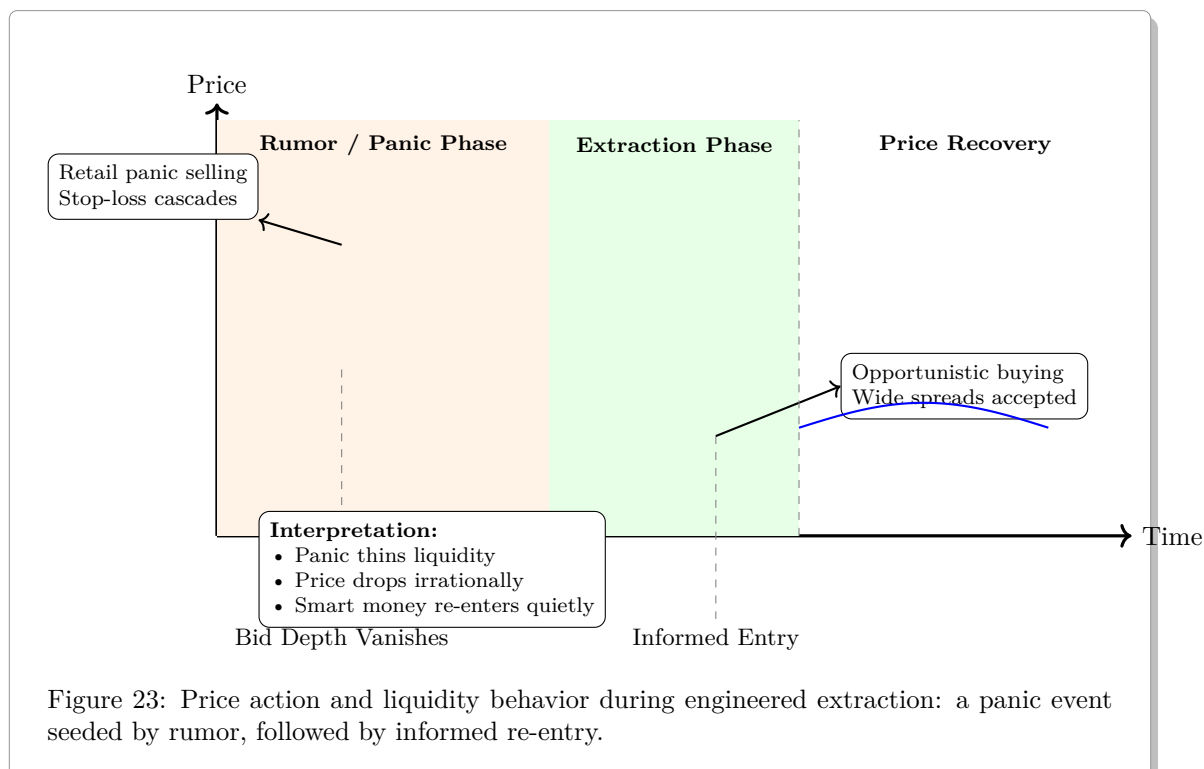 Price
Rumor / Panic Phase
Extraction Phase
Price Recovery
Retail panic selling
Stop-loss cascades
Opportunistic buying
Wide spreads accepted
Time
Interpretation:
• Panic thins liquidity
• Price drops irrationally
• Smart money re-enters quietly
Bid Depth Vanishes
Informed Entry
Figure 23: Price action and liquidity behavior during engineered extraction: a panic event
seeded by rumor, followed by informed re-entry.